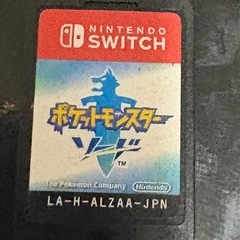 NINTENDO
SWITCH
ポケットモンスター
ソード
TM
The Pokémon Company Nintendo
LA-H-ALZAA-JPN